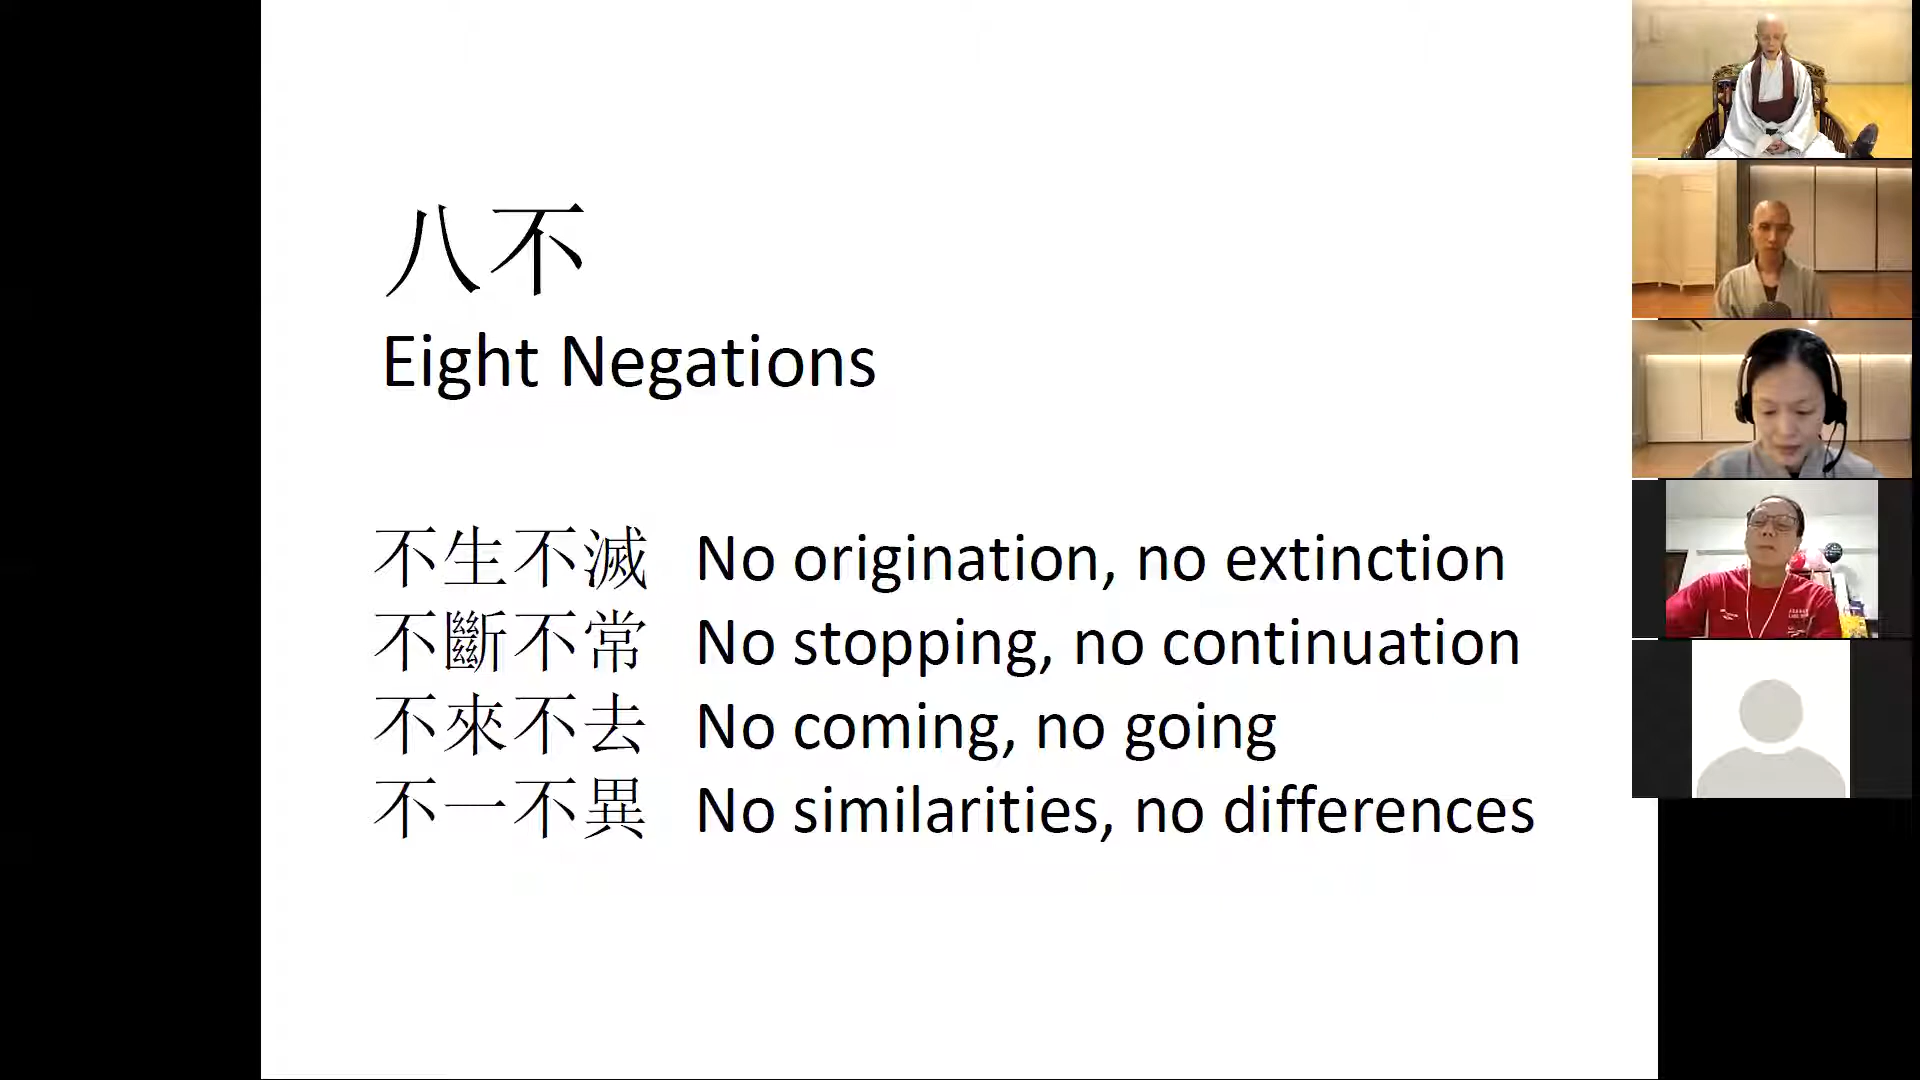 八不
Eight Negations
不生不滅 No origination, no extinction
不斷不常 No stopping, no continuation
不來不去 No coming, no going
不一不異 No similarities, no differences